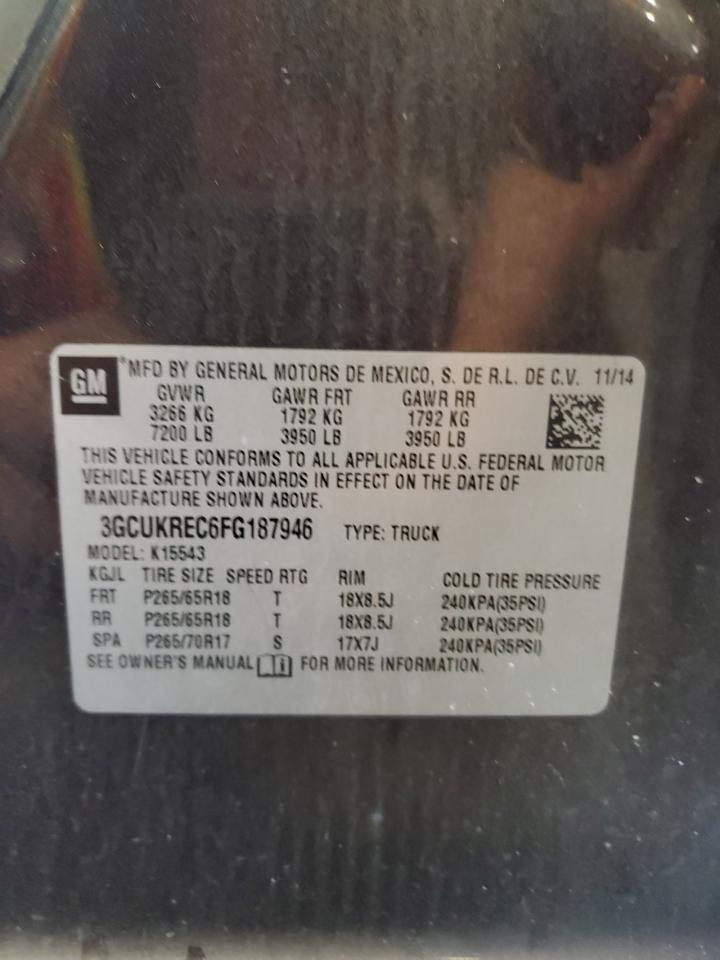 GM
*MFD BY GENERAL MOTORS DE MEXICO, S. DE R.L. DE C.V. 11/14
GVWR GAWR FRT GAWR RR
3266 KG 1792 KG 1792 KG
7200 LB 3950 LB 3950 LB
THIS VEHICLE CONFORMS TO ALL APPLICABLE U.S. FEDERAL MOTOR
VEHICLE SAFETY STANDARDS IN EFFECT ON THE DATE OF
MANUFACTURE SHOWN ABOVE.
3GCUKREC6FG187946 TYPE: TRUCK
MODEL: K15543
KGJL TIRE SIZE SPEED RTG RIM COLD TIRE PRESSURE
FRT P265/65R18 T 18X8.5J 240KPA(35PSI)
RR P265/65R18 T 18X8.5J 240KPA(35PSI)
SPA P265/70R17 S 17X7J 240KPA(35PSI)
SEE OWNER'S MANUAL FOR MORE INFORMATION.